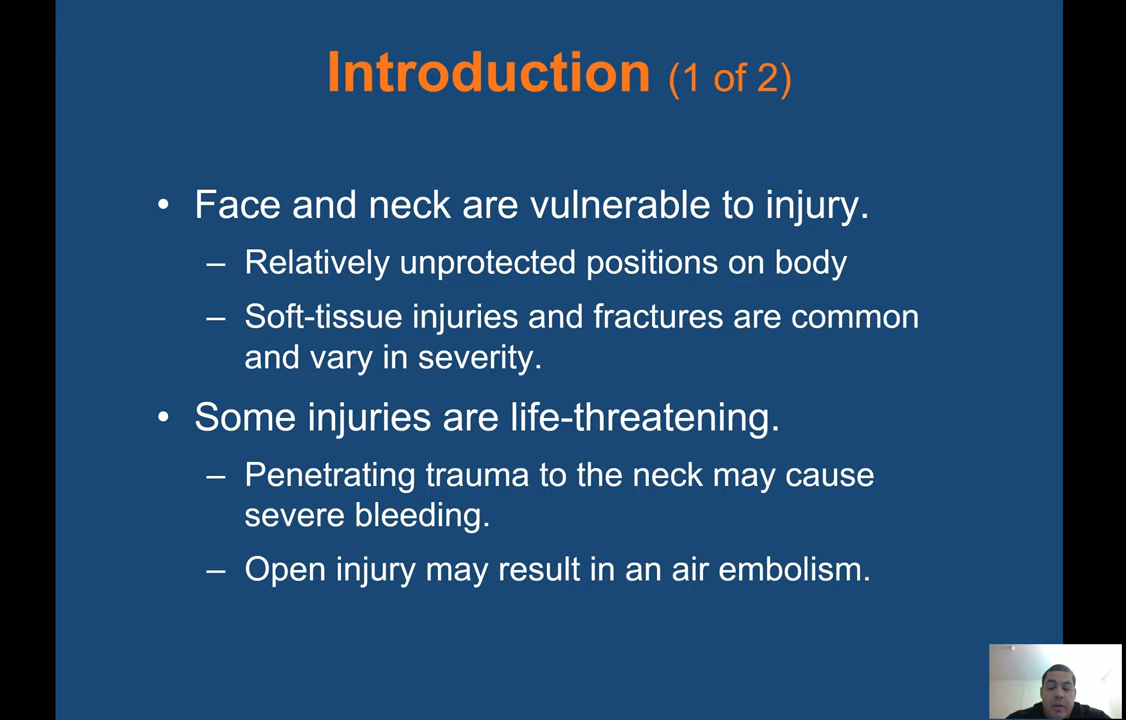 Introduction (1 of 2)
• Face and neck are vulnerable to injury.
– Relatively unprotected positions on body
– Soft-tissue injuries and fractures are common
and vary in severity.
• Some injuries are life-threatening.
– Penetrating trauma to the neck may cause
severe bleeding.
– Open injury may result in an air embolism.